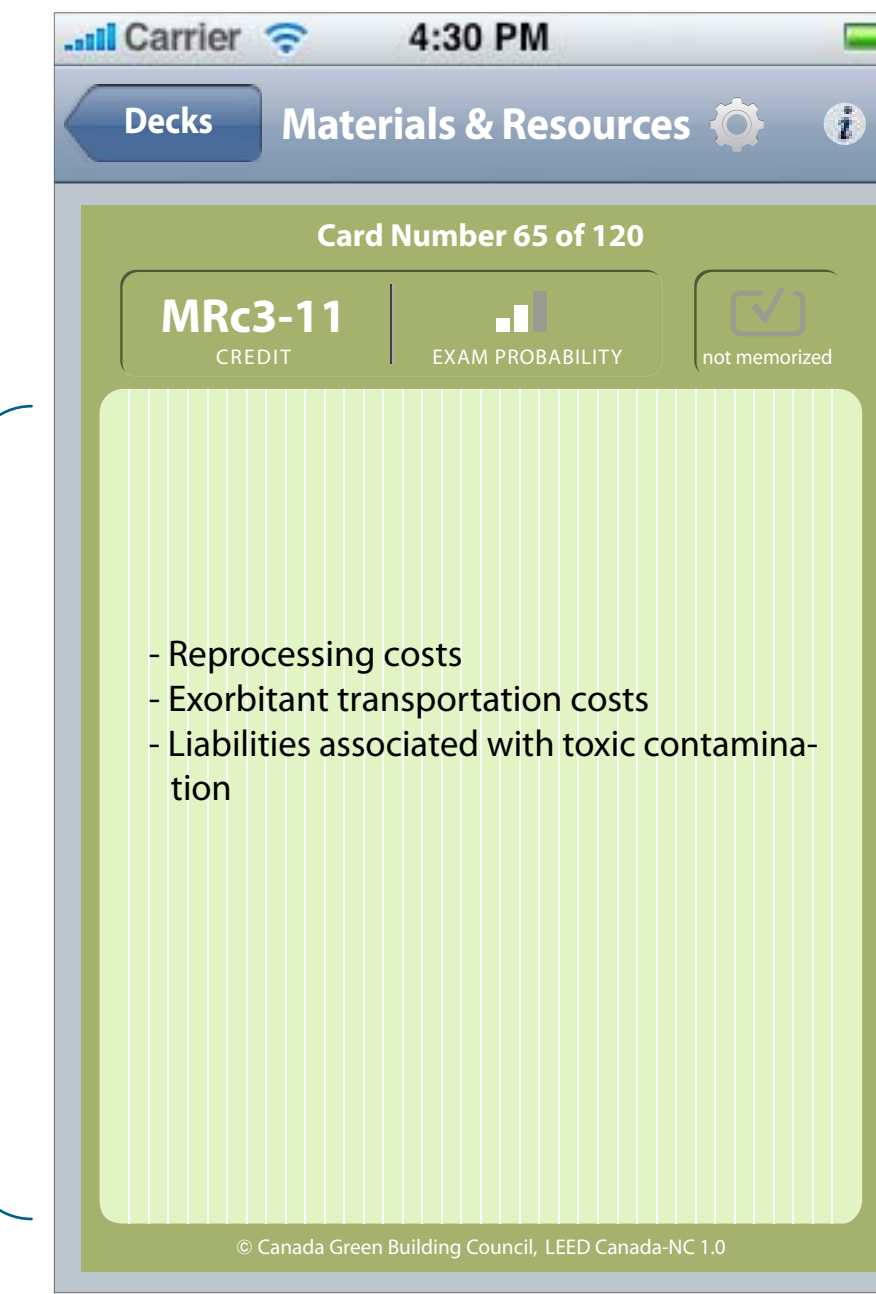 Carrier 4:30 PM
Decks Materials & Resources i
Card Number 65 of 120
MRc3-11
CREDIT EXAM PROBABILITY not memorized
- Reprocessing costs
- Exorbitant transportation costs
- Liabilities associated with toxic contamina-
tion
© Canada Green Building Council, LEED Canada-NC 1.0